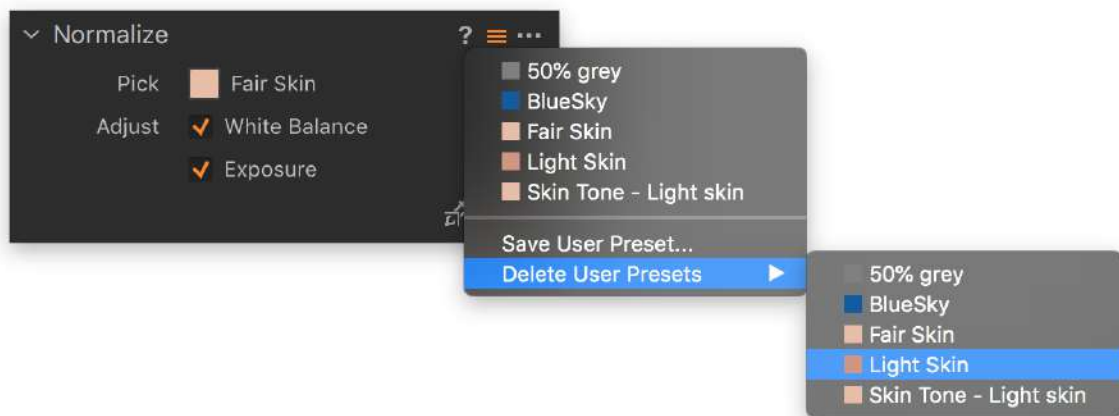 Normalize ?
Pick Fair Skin
Adjust White Balance
Exposure
50% grey
BlueSky
Fair Skin
Light Skin
Skin Tone - Light skin
Save User Preset...
Delete User Presets
50% grey
BlueSky
Fair Skin
Light Skin
Skin Tone - Light skin